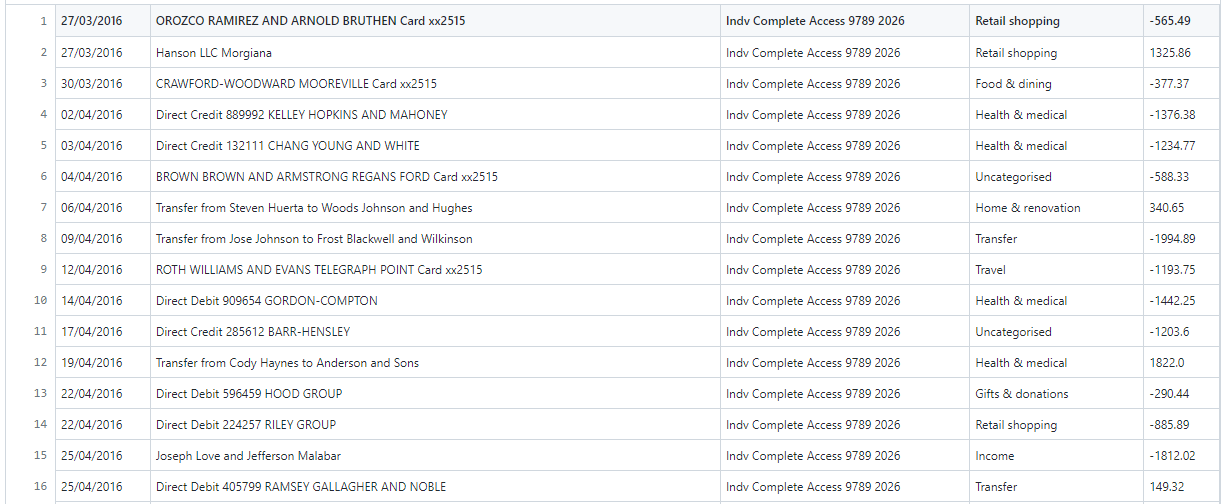 1 27/03/2016 OROZCO RAMIREZ AND ARNOLD BRUTHEN Card xx2515 Indv Complete Access 9789 2026 Retail shopping -565.49
2 27/03/2016 Hanson LLC Morgiana Indv Complete Access 9789 2026 Retail shopping 1325.86
3 30/03/2016 CRAWFORD-WOODWARD MOOREVILLE Card xx2515 Indv Complete Access 9789 2026 Food & dining -377.37
4 02/04/2016 Direct Credit 889992 KELLEY HOPKINS AND MAHONEY Indv Complete Access 9789 2026 Health & medical -1376.38
5 03/04/2016 Direct Credit 132111 CHANG YOUNG AND WHITE Indv Complete Access 9789 2026 Health & medical -1234.77
6 04/04/2016 BROWN BROWN AND ARMSTRONG REGANS FORD Card xx2515 Indv Complete Access 9789 2026 Uncategorised -588.33
7 06/04/2016 Transfer from Steven Huerta to Woods Johnson and Hughes Indv Complete Access 9789 2026 Home & renovation 340.65
8 09/04/2016 Transfer from Jose Johnson to Frost Blackwell and Wilkinson Indv Complete Access 9789 2026 Transfer -1994.89
9 12/04/2016 ROTH WILLIAMS AND EVANS TELEGRAPH POINT Card xx2515 Indv Complete Access 9789 2026 Travel -1193.75
10 14/04/2016 Direct Debit 909654 GORDON-COMPTON Indv Complete Access 9789 2026 Health & medical -1442.25
11 17/04/2016 Direct Credit 285612 BARR-HENSLEY Indv Complete Access 9789 2026 Uncategorised -1203.6
12 19/04/2016 Transfer from Cody Haynes to Anderson and Sons Indv Complete Access 9789 2026 Health & medical 1822.0
13 22/04/2016 Direct Debit 596459 HOOD GROUP Indv Complete Access 9789 2026 Gifts & donations -290.44
14 22/04/2016 Direct Debit 224257 RILEY GROUP Indv Complete Access 9789 2026 Retail shopping -885.89
15 25/04/2016 Joseph Love and Jefferson Malabar Indv Complete Access 9789 2026 Income -1812.02
16 25/04/2016 Direct Debit 405799 RAMSEY GALLAGHER AND NOBLE Indv Complete Access 9789 2026 Transfer 149.32